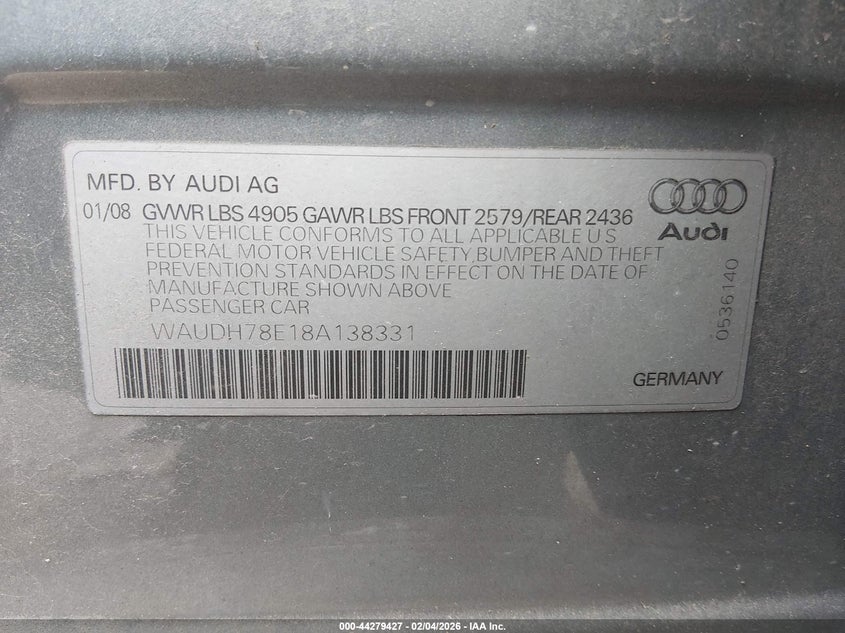 MFD. BY AUDI AG
01/08 GVWR LBS 4905 GAWR LBS FRONT 2579/REAR 2436
THIS VEHICLE CONFORMS TO ALL APPLICABLE U S
FEDERAL MOTOR VEHICLE SAFETY, BUMPER AND THEFT
PREVENTION STANDARDS IN EFFECT ON THE DATE OF
MANUFACTURE SHOWN ABOVE
PASSENGER CAR
WAUDH78E18A138331
Audi
0536140
GERMANY
000-44279427 - 02/04/2026 - IAA Inc.